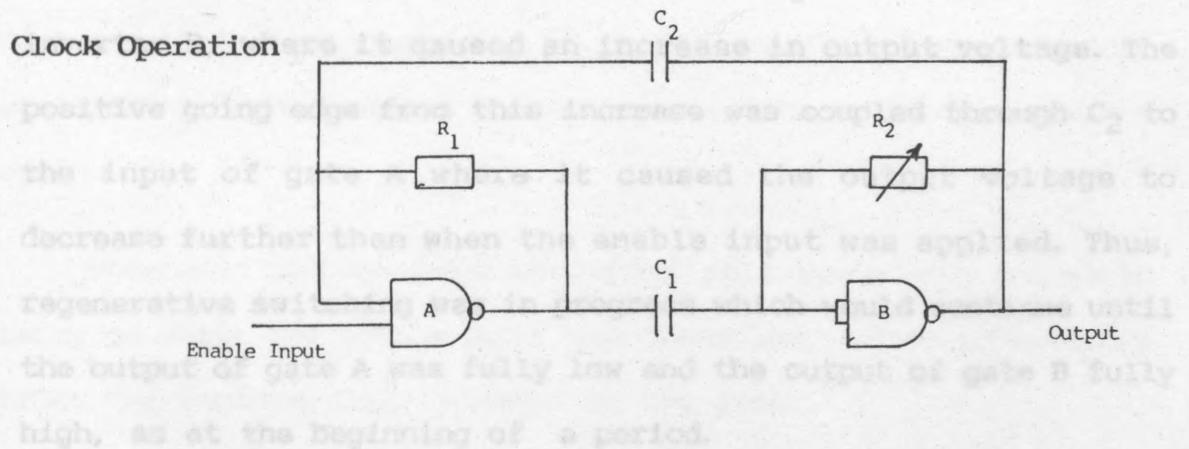 C2
Clock Operation where it caused an increase in output voltage. The
positive going edge from this increase was coupled through C2 to
R1
R2
the input of gate A where it caused the output voltage to
decrease further than when the enable input was applied. Thus,
C1
regenerative switching was in progress which would continue until
A
B
Enable Input
Output
the output of gate A was fully low and the output of gate B fully
high, as at the beginning of a period.